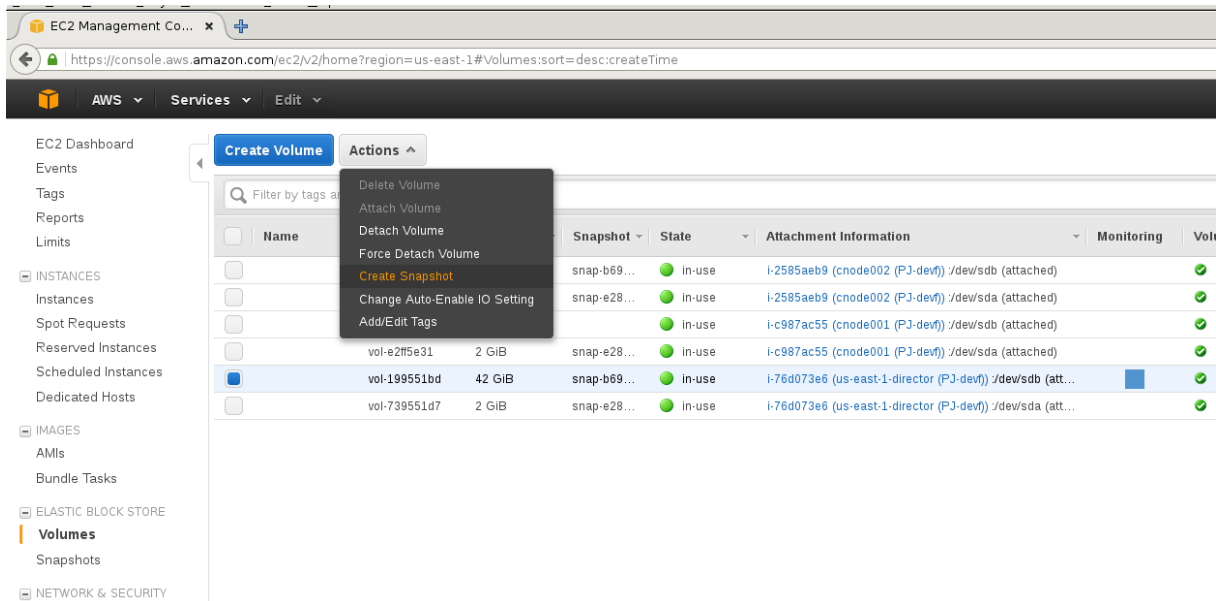 EC2 Management Co...
https://console.aws.amazon.com/ec2/v2/home?region=us-east-1#Volumes:sort=desc:createTime
AWS Services Edit
EC2 Dashboard
Events
Tags
Reports
Limits
INSTANCES
Instances
Spot Requests
Reserved Instances
Scheduled Instances
Dedicated Hosts
IMAGES
AMIs
Bundle Tasks
ELASTIC BLOCK STORE
Volumes
Snapshots
NETWORK & SECURITY
Create Volume Actions
Filter by tags
Delete Volume
Attach Volume
Detach Volume
Force Detach Volume
Create Snapshot
Change Auto-Enable IO Setting
Add/Edit Tags
Name Snapshot State Attachment Information Monitoring
snap-b69... in-use i-2585aeb9 (cnode002 (PJ-devf)) :/dev/sdb (attached)
snap-e28... in-use i-2585aeb9 (cnode002 (PJ-devf)) :/dev/sda (attached)
in-use i-c987ac55 (cnode001 (PJ-devf)) :/dev/sdb (attached)
vol-e2ff5e31 2 GiB snap-e28... in-use i-c987ac55 (cnode001 (PJ-devf)) :/dev/sda (attached)
vol-199551bd 42 GiB snap-b69... in-use i-76d073e6 (us-east-1-director (PJ-devf)) :/dev/sdb (att...
vol-739551d7 2 GiB snap-e28... in-use i-76d073e6 (us-east-1-director (PJ-devf)) :/dev/sda (att...